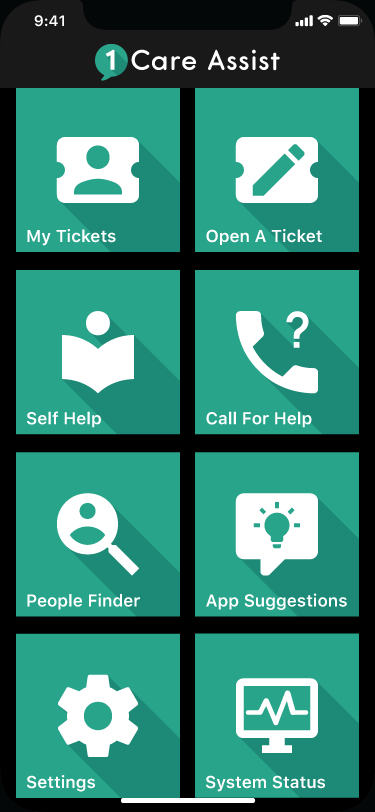 9:41
1 Care Assist
My Tickets
Open A Ticket
Self Help
?
Call For Help
People Finder
App Suggestions
Settings
System Status